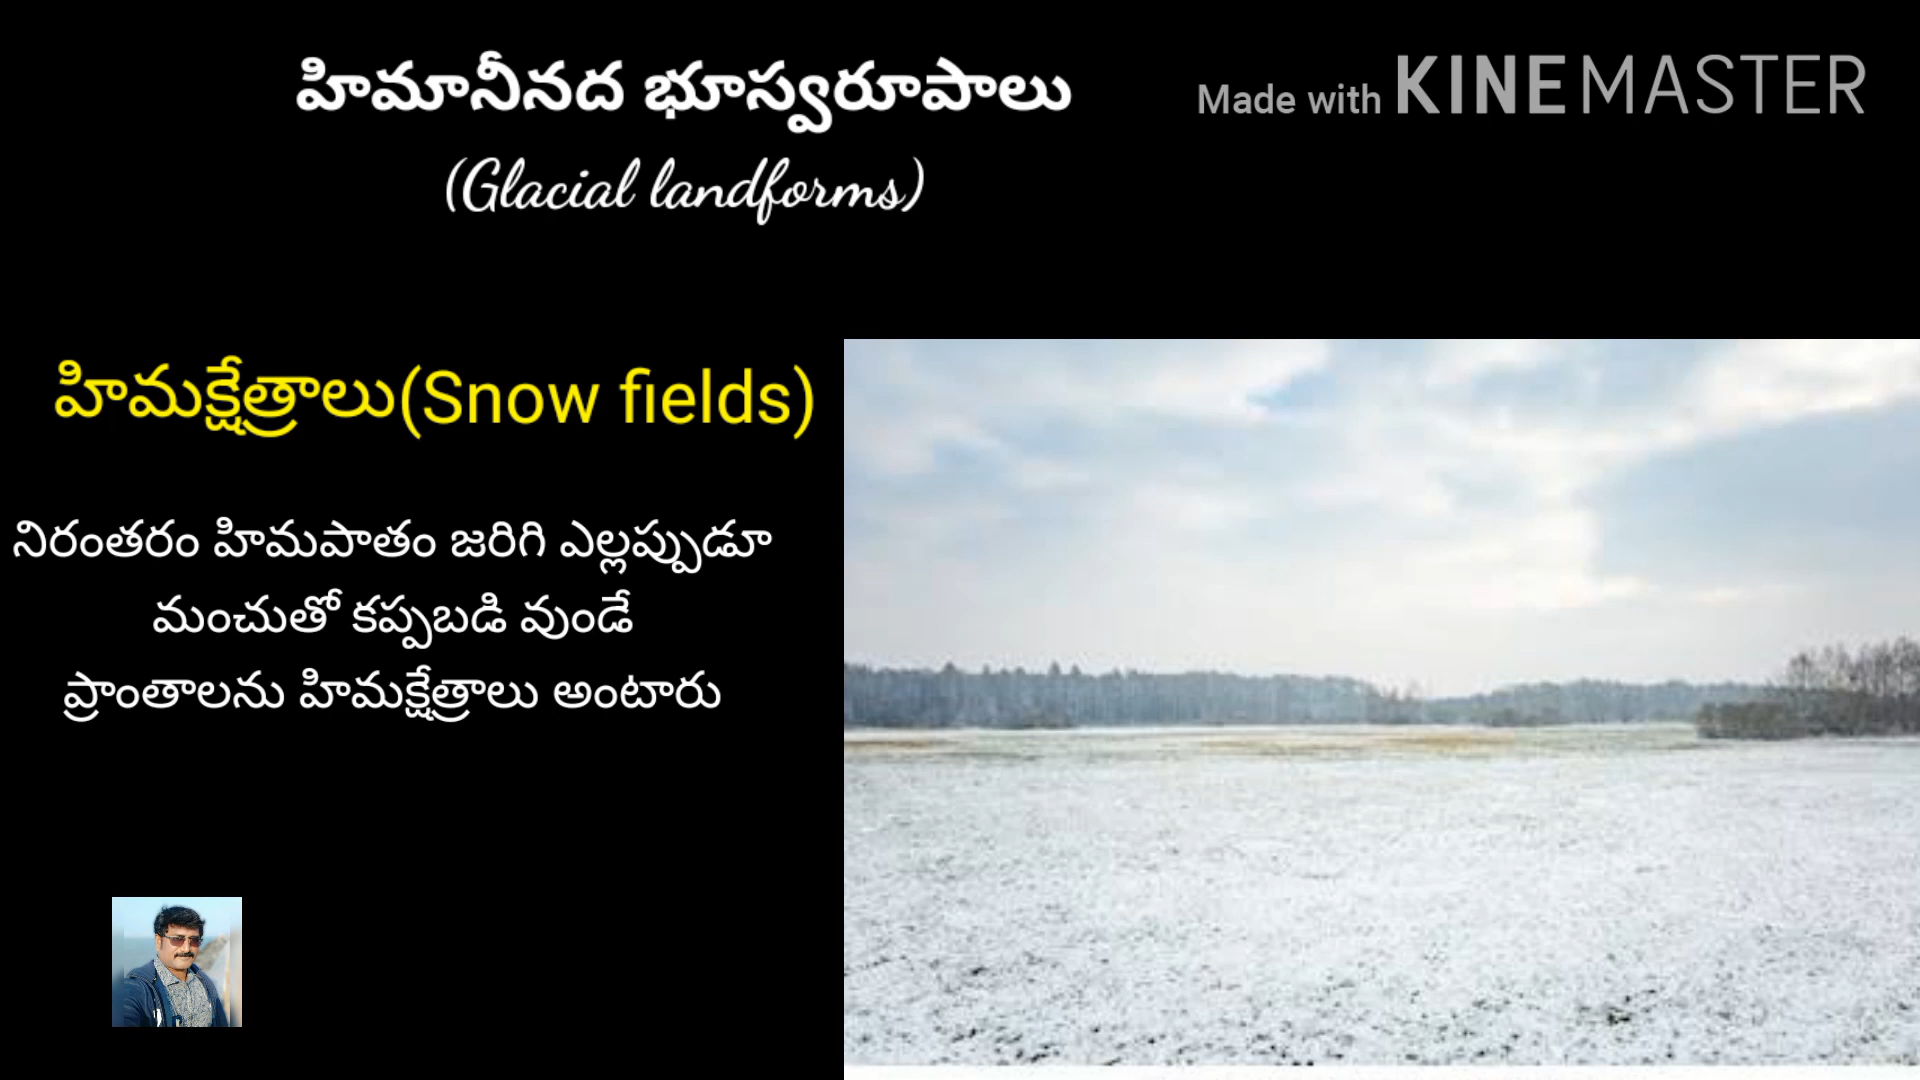 హిమానీనద భూస్వరూపాలు
Made with KINEMASTER
(Glacial landforms)
హిమక్షేత్రాలు(Snow fields)
నిరంతరం హిమపాతం జరిగి ఎల్లప్పుడూ
మంచుతో కప్పబడి వుండే
ప్రాంతాలను హిమక్షేత్రాలు అంటారు